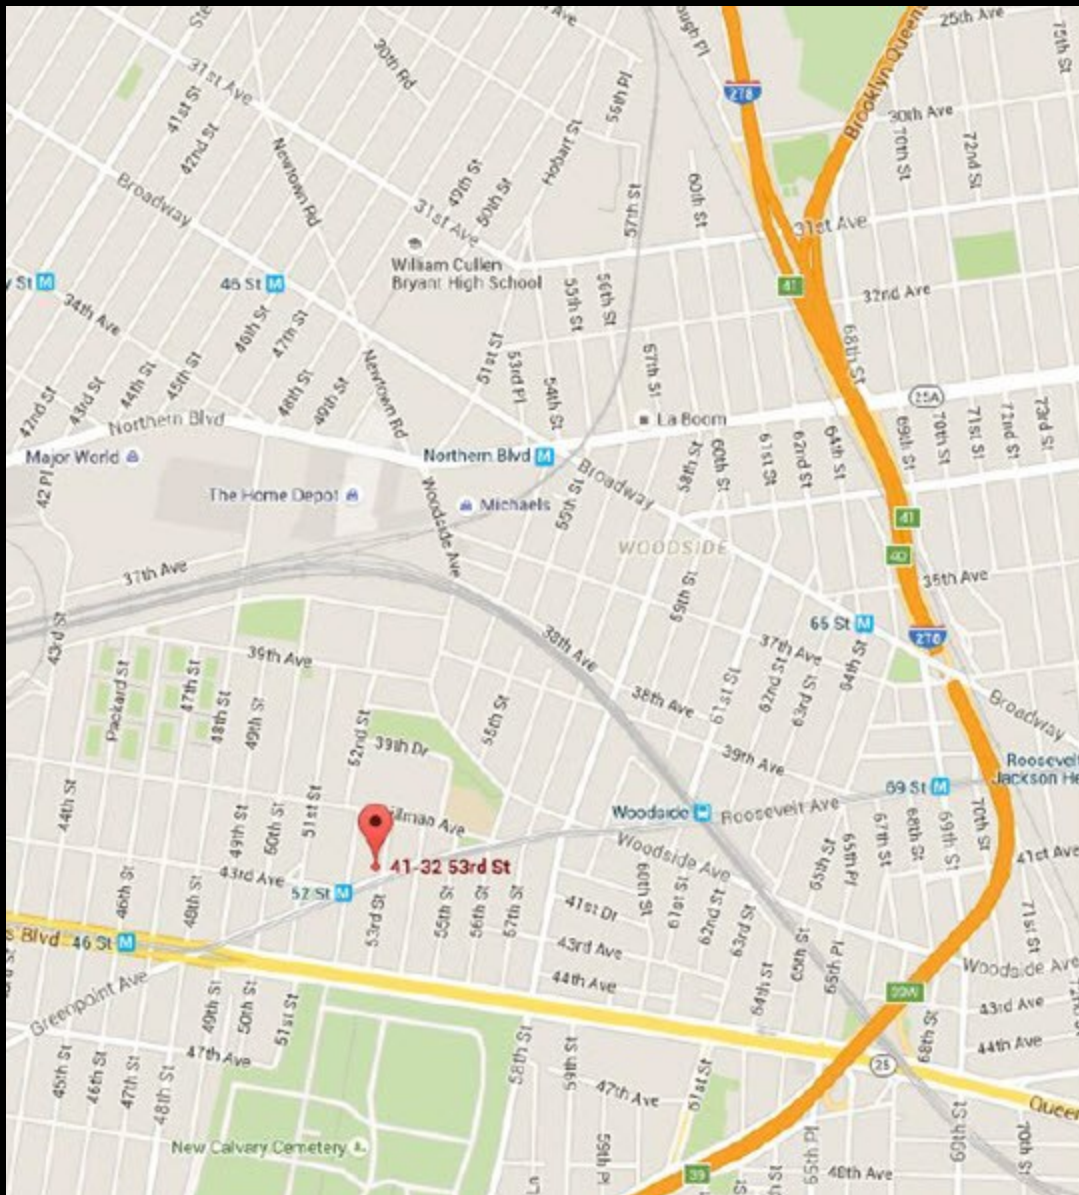 25th Ave
75th St
31st Ave
30th Rd
56th Pl
41st St
42nd St
278
Brooklyn Queens
30th Ave
70th St
72nd St
Newtown Rd
Hobart St
Broadway
49th St
50th St
31st Ave
57th St
60th St
31st Ave
William Cullen
Bryant High School
46 St M
34th Ave
55th St
56th St
41
32nd Ave
46th St
47th St
51st St
53rd Pl
68th St
Newtown Rd
42nd St
43rd St
44th St
45th St
48th St
49th St
54th St
57th St
25A
Northern Blvd
La Boom
69th St
70th St
71st St
72nd St
73rd St
Major World
Northern Blvd M
Broadway
58th St
60th St
61st St
62nd St
64th St
42 Pl
The Home Depot
Woodside Ave
Michaels
55th St
41
WOODSIDE
40
37th Ave
35th Ave
59th St
43rd St
38th Ave
37th Ave
65 St M
278
39th Ave
64th St
Packard St
47th St
48th St
49th St
38th Ave
61st St
62nd St
63rd St
Broadway
52nd St
39th Dr
55th St
39th Ave
Roosevelt
Jackson He
69 St M
44th St
49th St
50th St
51st St
illman Ave
Woodside
Roosevelt Ave
70th St
67th St
68th St
69th St
Woodside Ave
41st Ave
41-32 53rd St
43rd Ave
52 St M
46th St
48th St
53rd St
55th St
56th St
57th St
41st Dr
60th St
61st St
62nd St
63rd St
65th St
65th Pl
71st St
s Blvd
46 St M
43rd Ave
44th Ave
64th St
65th St
65th Pl
Woodside Ave
39W
43rd Ave
44th Ave
Greenpoint Ave
49th St
50th St
51st St
47th Ave
58th St
68th St
25
45th St
46th St
47th St
48th St
59th St
47th Ave
61st St
Queen
69th St
70th St
New Calvary Cemetery
59th Pl
55th Pl
48th Ave
39